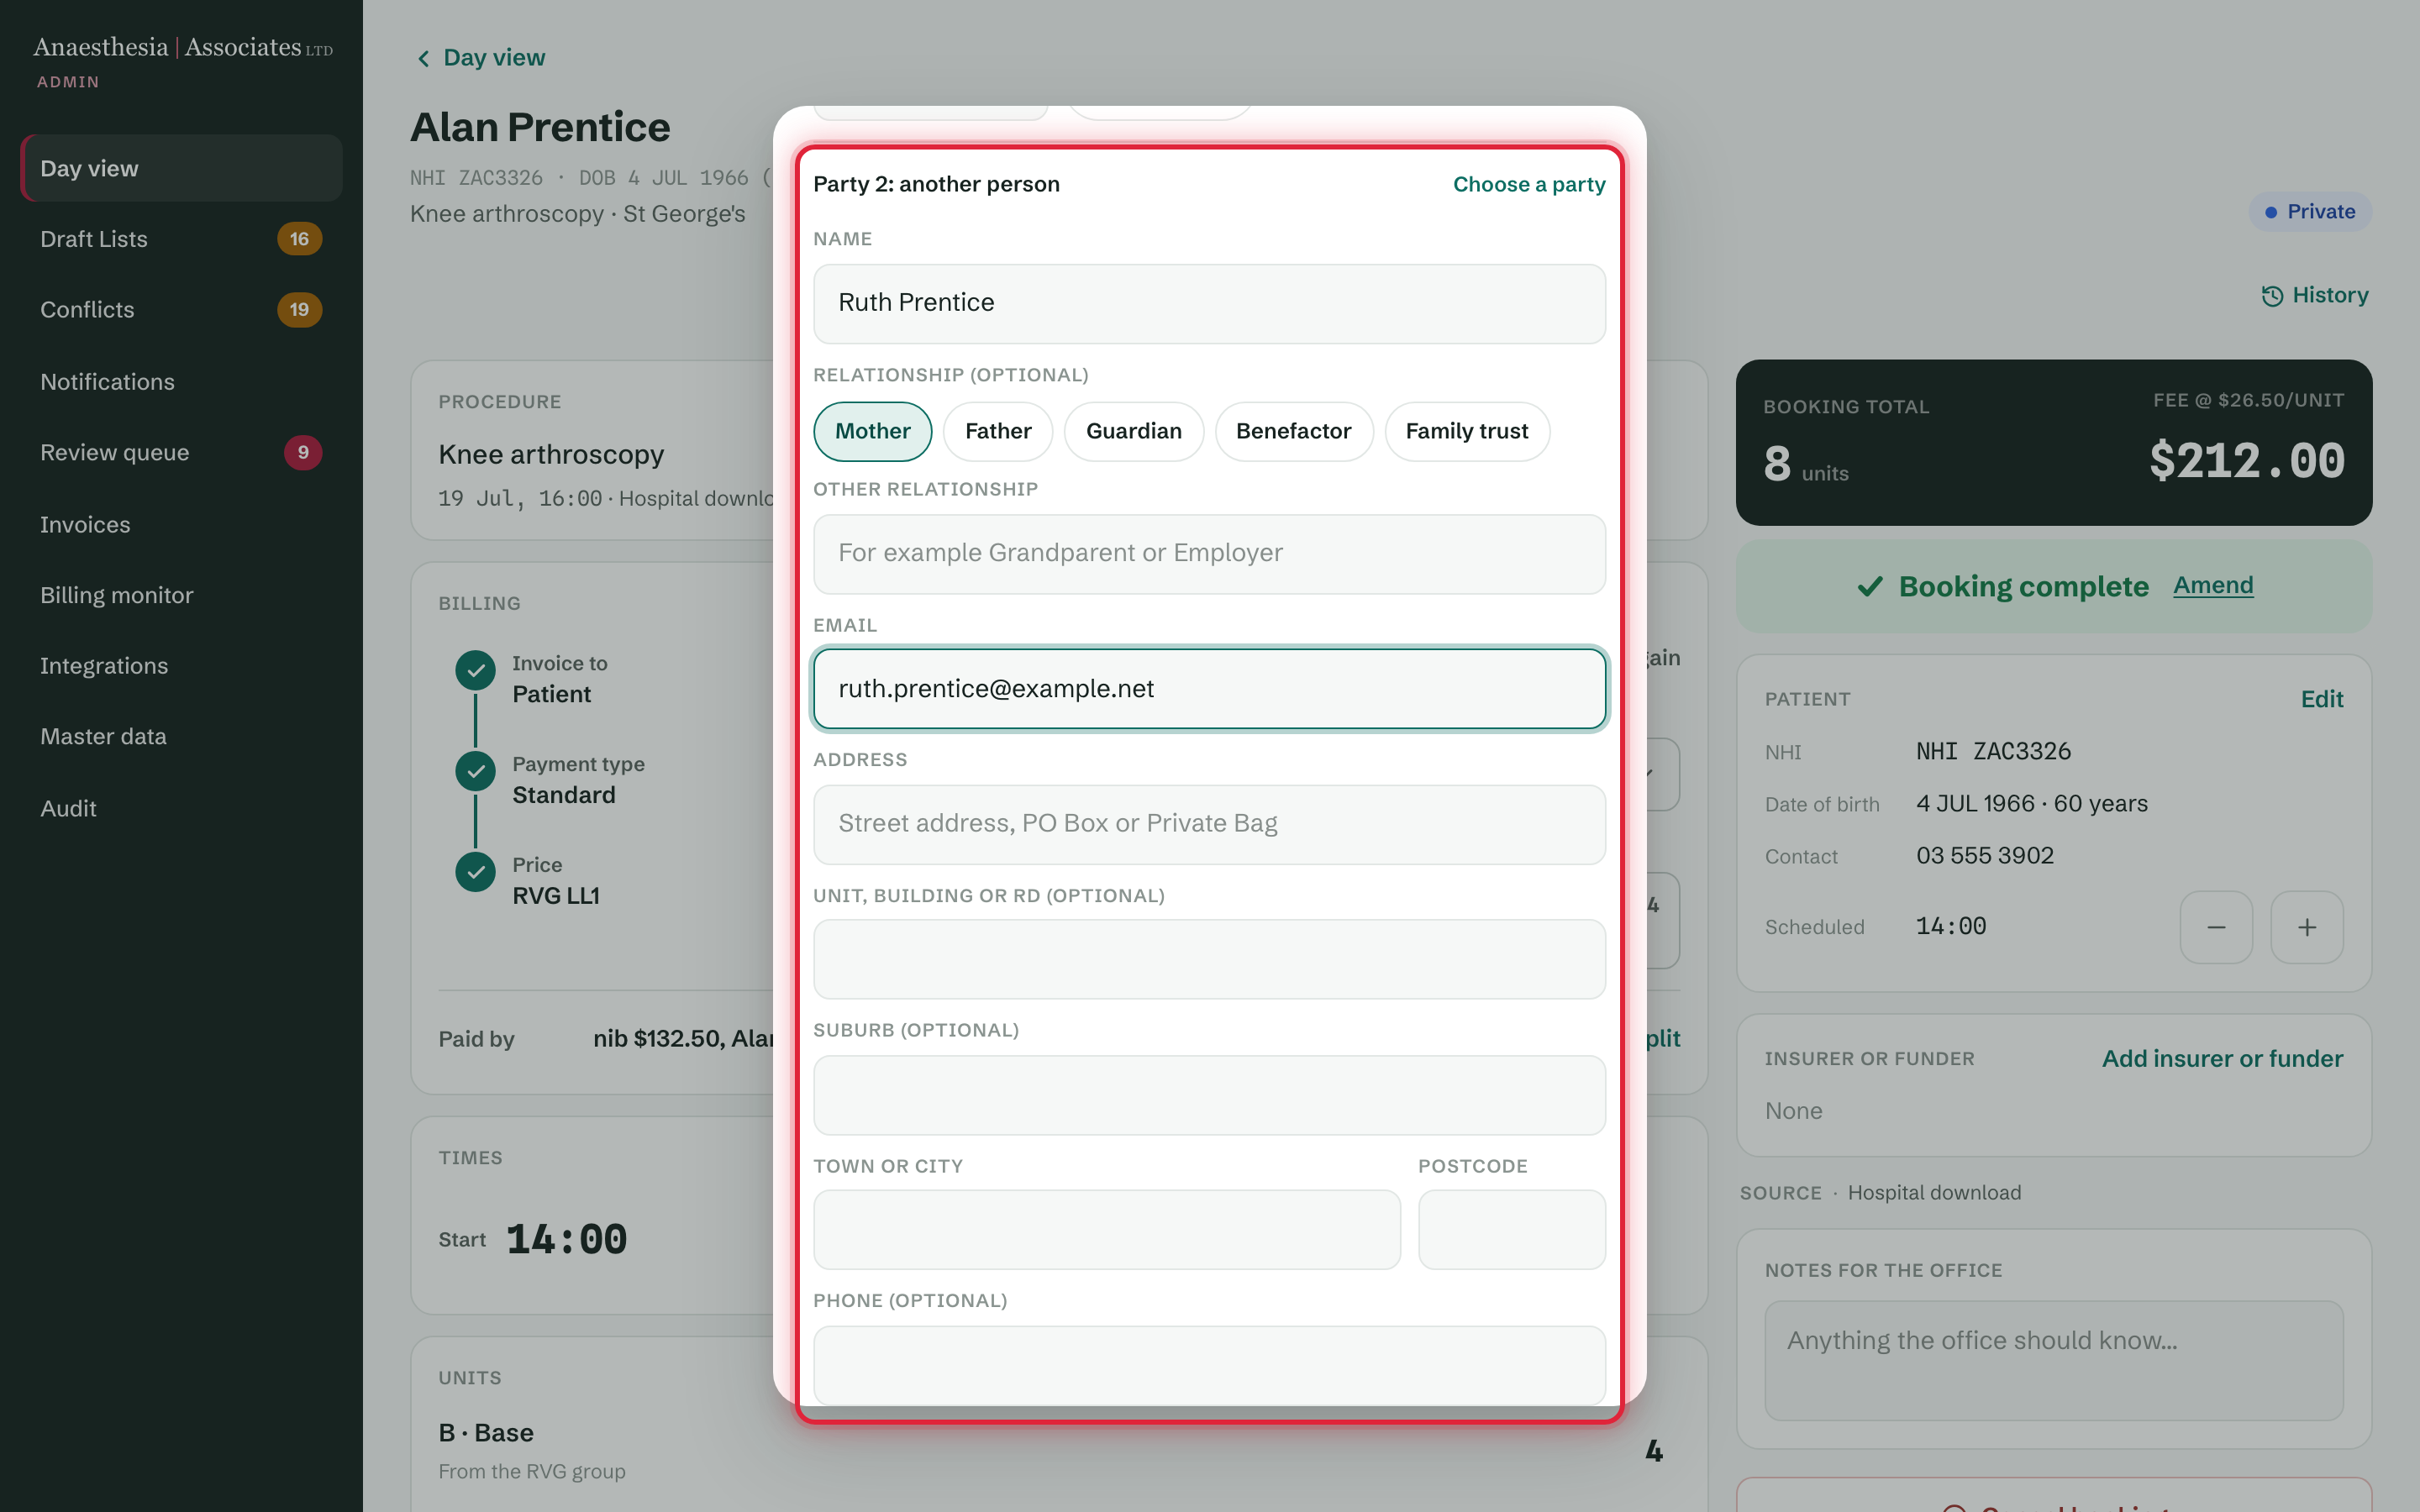 Anaesthesia | Associates LTD
ADMIN
Day view
Draft Lists 16
Conflicts 19
Notifications
Review queue 9
Invoices
Billing monitor
Integrations
Master data
Audit
Day view
Alan Prentice
NHI ZAC3326 · DOB 4 JUL 1966 (
Knee arthroscopy · St George's
Private
History
PROCEDURE
Knee arthroscopy
19 Jul, 16:00 · Hospital downlo
BILLING
Invoice to
Patient
Payment type
Standard
Price
RVG LL1
Paid by nib $132.50, Alan
TIMES
Start 14:00
UNITS
B · Base
From the RVG group
4
Party 2: another person Choose a party
NAME
Ruth Prentice
RELATIONSHIP (OPTIONAL)
Mother Father Guardian Benefactor Family trust
OTHER RELATIONSHIP
For example Grandparent or Employer
EMAIL
ruth.prentice@example.net
ADDRESS
Street address, PO Box or Private Bag
UNIT, BUILDING OR RD (OPTIONAL)
SUBURB (OPTIONAL)
TOWN OR CITY POSTCODE
PHONE (OPTIONAL)
gain
4
plit
BOOKING TOTAL FEE @ $26.50/UNIT
8 units $212.00
Booking complete Amend
PATIENT Edit
NHI NHI ZAC3326
Date of birth 4 JUL 1966 · 60 years
Contact 03 555 3902
Scheduled 14:00
INSURER OR FUNDER Add insurer or funder
None
SOURCE · Hospital download
NOTES FOR THE OFFICE
Anything the office should know...